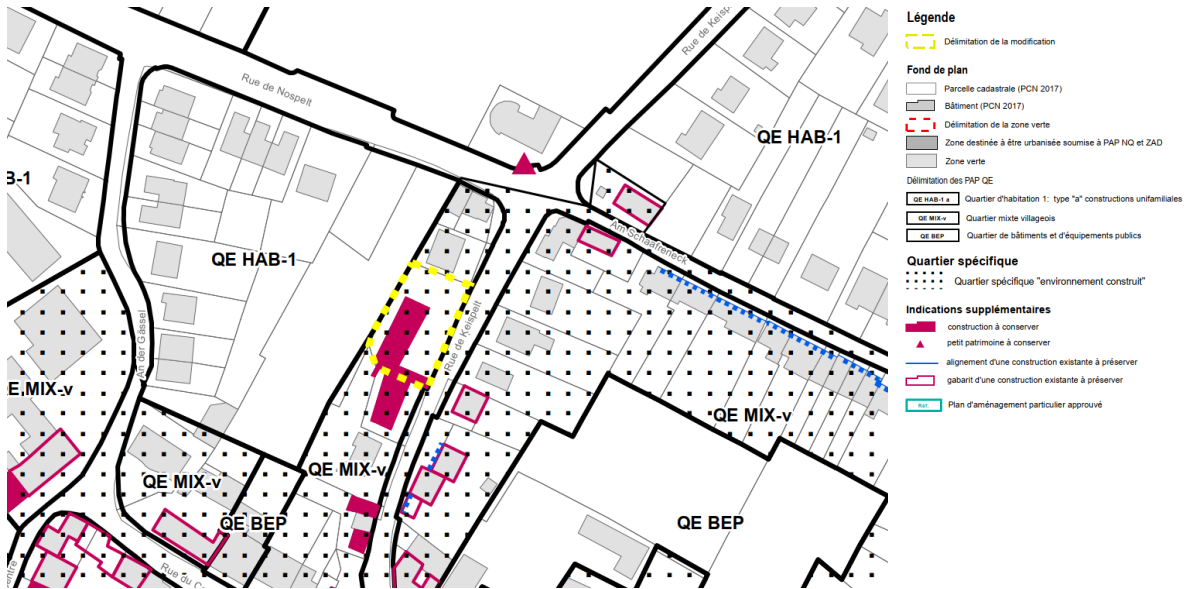 Rue de Nospelt
Rue de Keispelt
QE HAB-1
B-1
QE HAB-1
Am Schaafreneck
An der Gässel
Rue de Keispelt
QE MIX-v
QE MIX-v
QE MIX-v
QE MIX-v
QE BEP
QE BEP
Légende
Délimitation de la modification
Fond de plan
Parcelle cadastrale (PCN 2017)
Bâtiment (PCN 2017)
Délimitation de la zone verte
Zone destinée à être urbanisée soumise à PAP NQ et ZAD
Zone verte
Délimitation des PAP QE
QE HAB-1 a Quartier d'habitation 1: type "a" constructions unifamiliales
QE MIX-v Quartier mixte villageois
QE BEP Quartier de bâtiments et d'équipements publics
Quartier spécifique
Quartier spécifique "environnement construit"
Indications supplémentaires
construction à conserver
petit patrimoine à conserver
alignement d'une construction existante à préserver
gabarit d'une construction existante à préserver
Réf. Plan d'aménagement particulier approuvé